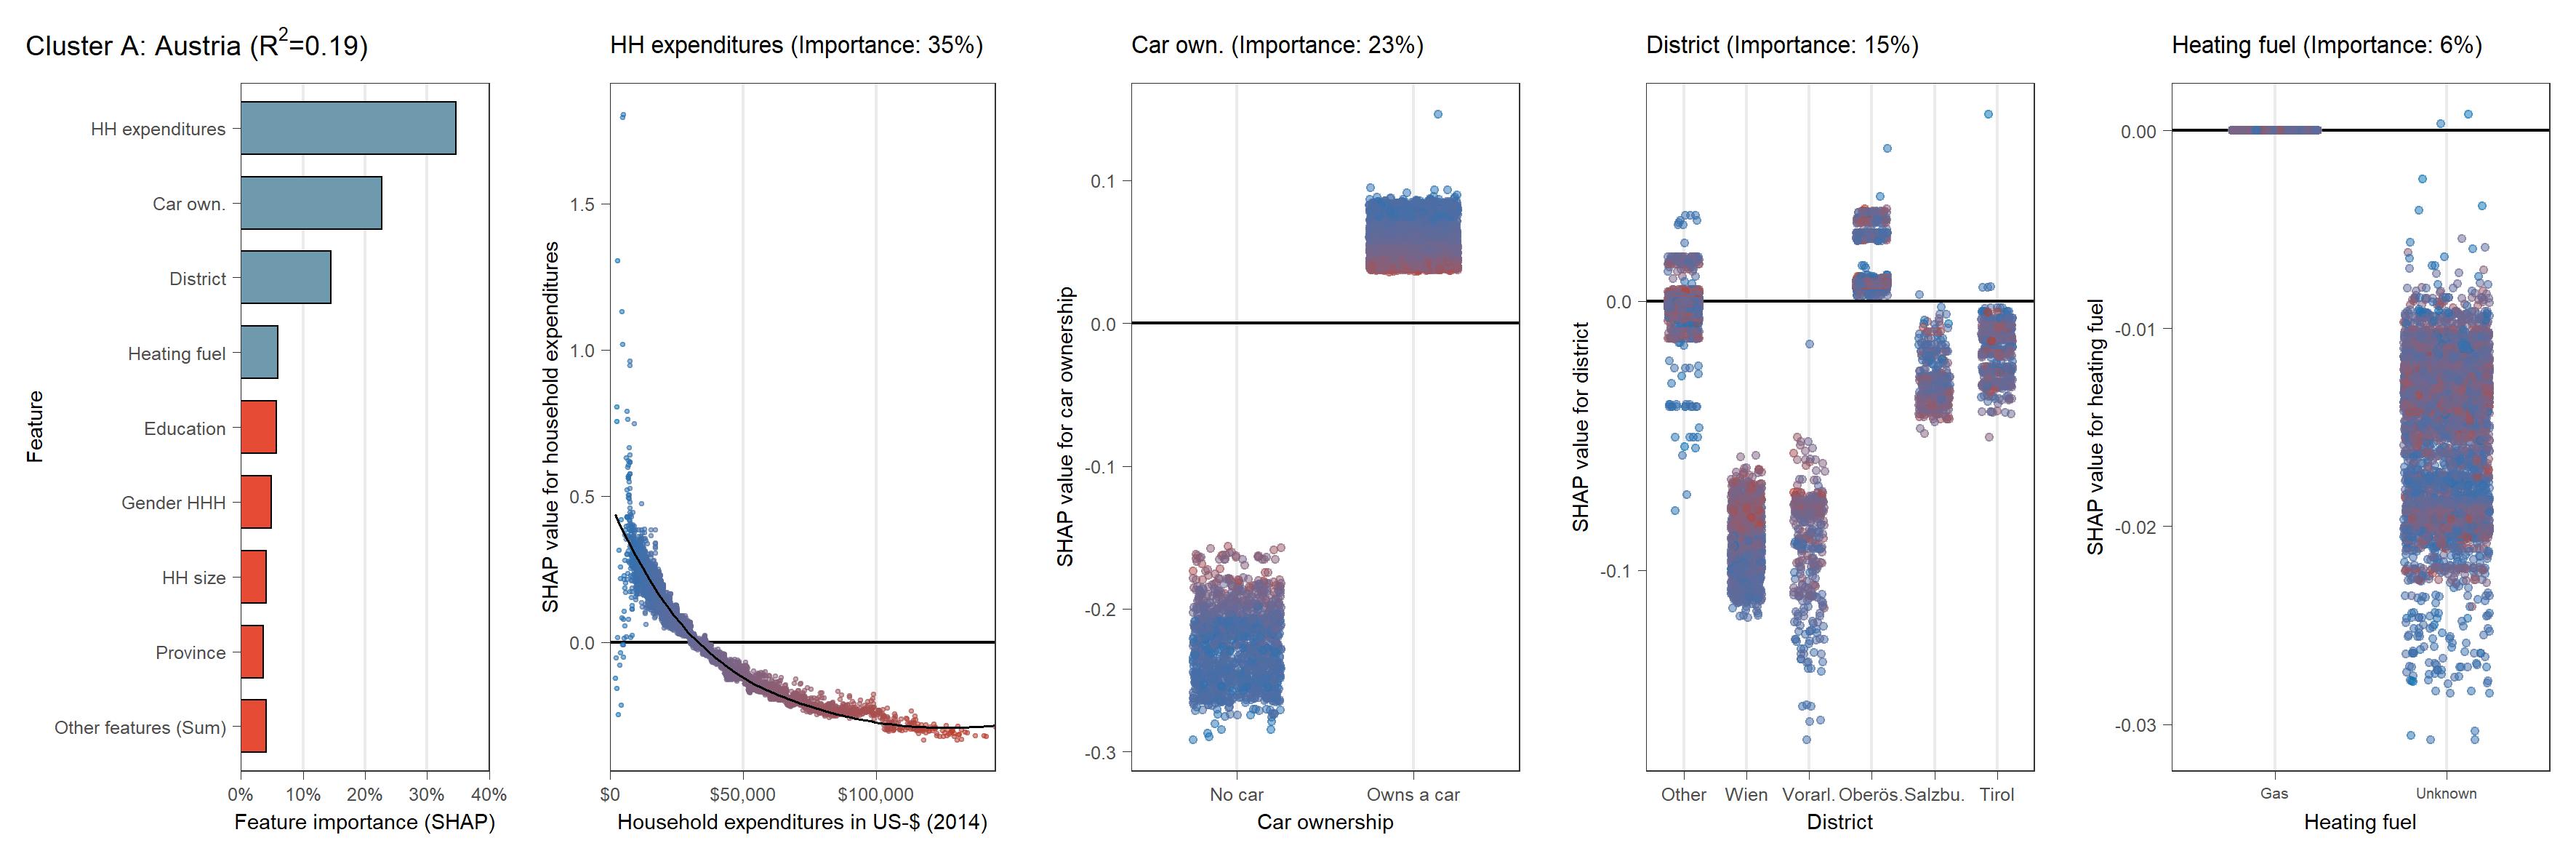 Cluster A: Austria (R²=0.19)
Feature
HH expenditures
Car own.
District
Heating fuel
Education
Gender HHH
HH size
Province
Other features (Sum)
0% 10% 20% 30% 40%
Feature importance (SHAP)
HH expenditures (Importance: 35%)
SHAP value for household expenditures
1.5
1.0
0.5
0.0
$0 $50,000 $100,000
Household expenditures in US-$ (2014)
Car own. (Importance: 23%)
SHAP value for car ownership
0.1
0.0
-0.1
-0.2
-0.3
No car Owns a car
Car ownership
District (Importance: 15%)
SHAP value for district
0.0
-0.1
Other Wien Vorarl. Oberös. Salzbu. Tirol
District
Heating fuel (Importance: 6%)
SHAP value for heating fuel
0.00
-0.01
-0.02
-0.03
Gas Unknown
Heating fuel